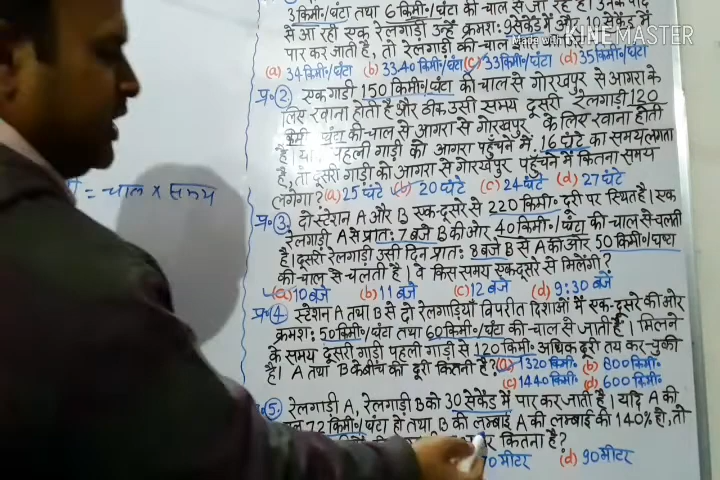 3 किमी॰/घंटा तथा 6 किमी॰/घंटा की चाल से जा रहे हैं। उनके पीछे
से आ रही एक रेलगाड़ी उन्हें क्रमशः 9 सेकेंड में और 10 सेकेंड में
पार कर जाती है, तो रेलगाड़ी की चाल
Made with KINEMASTER
(a) 34 किमी॰/घंटा (b) 33.40 किमी॰/घंटा (c) 33 किमी॰/घंटा (d) 35 किमी॰/घंटा
प्र॰② एक गाड़ी 150 किमी॰/घंटा की चाल से गोरखपुर से आगरा के
लिए रवाना होती है और ठीक उसी समय दूसरी रेलगाड़ी 120
किमी घंटा की चाल से आगरा से गोरखपुर के लिए रवाना होती
है। पहली गाड़ी को आगरा पहुंचने में 16 घंटे का समय लगता
है, तो दूसरी गाड़ी को आगरा से गोरखपुर पहुंचने में कितना समय
लगेगा? (a) 25 घंटे (b) 20 घंटे (c) 24 घंटे (d) 27 घंटे
= चाल × समय
प्र॰③ दो स्टेशन A और B एक दूसरे से 220 किमी॰ दूरी पर स्थित है। एक
रेलगाड़ी A से प्रातः 7 बजे B की ओर 40 किमी॰/घंटा की चाल से चलती
है। दूसरी रेलगाड़ी उसी दिन प्रातः 8 बजे B से A की ओर 50 किमी॰/घण्टा
की चाल से चलती है। वे किस समय एक दूसरे से मिलेंगी?
(a) 10 बजे (b) 11 बजे (c) 12 बजे (d) 9:30 बजे
प्र॰④ स्टेशन A तथा B से दो रेलगाड़ियाँ विपरीत दिशाओं में एक-दूसरे की ओर
क्रमशः 50 किमी॰/घंटा तथा 60 किमी॰/घंटा की चाल से जाती हैं। मिलने
के समय दूसरी गाड़ी पहली गाड़ी से 120 किमी॰ अधिक दूरी तय कर चुकी
है। A तथा B के बीच की दूरी कितनी है? (a) 1320 किमी॰ (b) 800 किमी॰
(c) 1440 किमी॰ (d) 600 किमी॰
5. रेलगाड़ी A, रेलगाड़ी B को 30 सेकेंड में पार कर जाती है। यदि A की
72 किमी॰/घंटा हो तथा B की लम्बाई A की लम्बाई की 140% हो, तो
कितना है?
0 मीटर (d) 90 मीटर